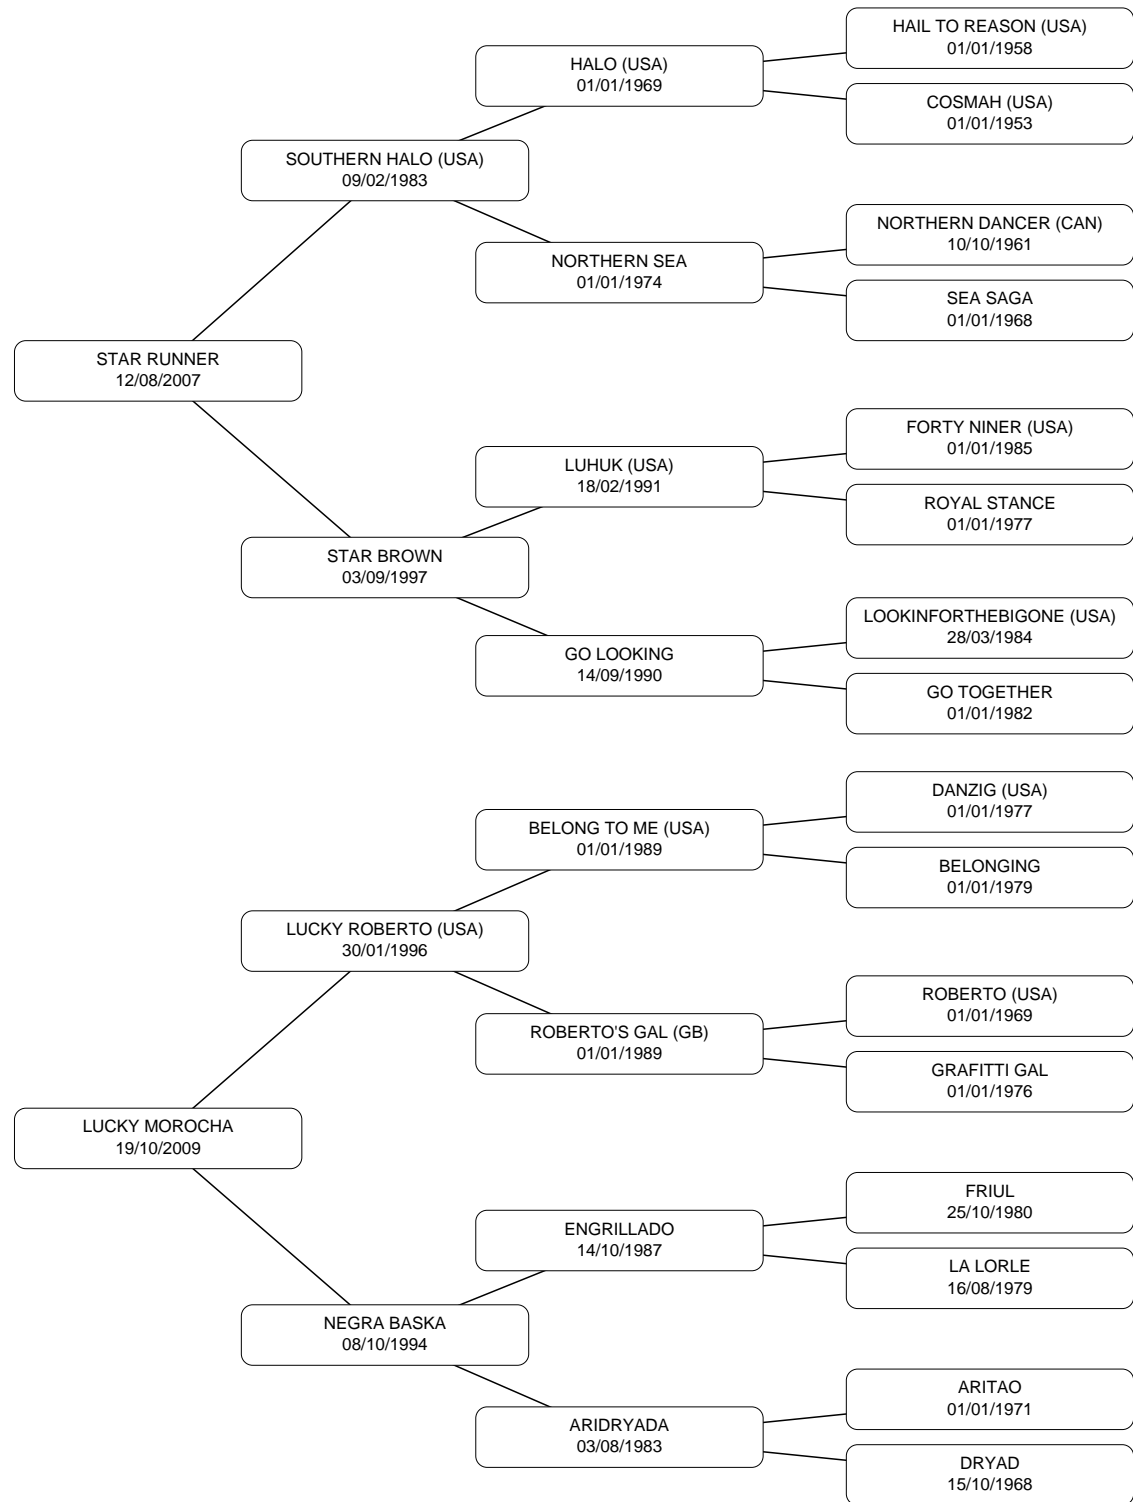 HAIL TO REASON (USA)
01/01/1958
HALO (USA)
01/01/1969
COSMAH (USA)
01/01/1953
SOUTHERN HALO (USA)
09/02/1983
NORTHERN DANCER (CAN)
10/10/1961
NORTHERN SEA
01/01/1974
SEA SAGA
01/01/1968
STAR RUNNER
12/08/2007
FORTY NINER (USA)
01/01/1985
LUHUK (USA)
18/02/1991
ROYAL STANCE
01/01/1977
STAR BROWN
03/09/1997
LOOKINFORTHEBIGONE (USA)
28/03/1984
GO LOOKING
14/09/1990
GO TOGETHER
01/01/1982
DANZIG (USA)
01/01/1977
BELONG TO ME (USA)
01/01/1989
BELONGING
01/01/1979
LUCKY ROBERTO (USA)
30/01/1996
ROBERTO (USA)
01/01/1969
ROBERTO'S GAL (GB)
01/01/1989
GRAFITTI GAL
01/01/1976
LUCKY MOROCHA
19/10/2009
FRIUL
25/10/1980
ENGRILLADO
14/10/1987
LA LORLE
16/08/1979
NEGRA BASKA
08/10/1994
ARITAO
01/01/1971
ARIDRYADA
03/08/1983
DRYAD
15/10/1968